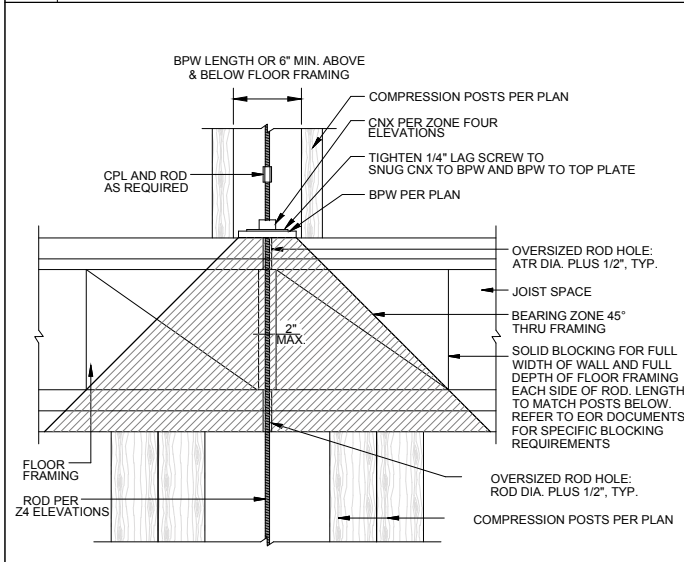 BPW LENGTH OR 6" MIN. ABOVE
& BELOW FLOOR FRAMING
COMPRESSION POSTS PER PLAN
CNX PER ZONE FOUR
ELEVATIONS
TIGHTEN 1/4" LAG SCREW TO
SNUG CNX TO BPW AND BPW TO TOP PLATE
CPL AND ROD
AS REQUIRED
BPW PER PLAN
OVERSIZED ROD HOLE:
ATR DIA. PLUS 1/2", TYP.
JOIST SPACE
BEARING ZONE 45°
THRU FRAMING
2"
MAX.
SOLID BLOCKING FOR FULL
WIDTH OF WALL AND FULL
DEPTH OF FLOOR FRAMING
EACH SIDE OF ROD. LENGTH
TO MATCH POSTS BELOW.
REFER TO EOR DOCUMENTS
FOR SPECIFIC BLOCKING
REQUIREMENTS
FLOOR
FRAMING
OVERSIZED ROD HOLE:
ROD DIA. PLUS 1/2", TYP.
ROD PER
Z4 ELEVATIONS
COMPRESSION POSTS PER PLAN